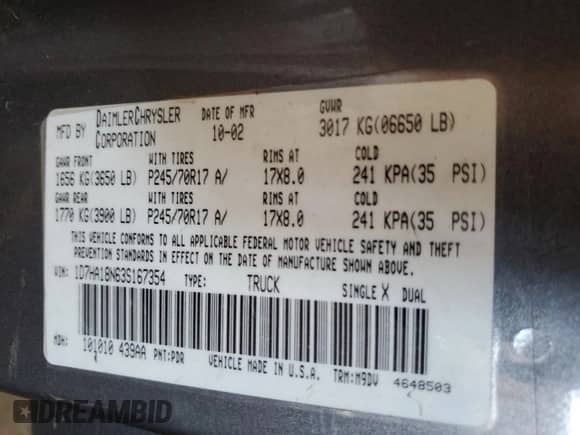 MFD BY DAIMLERCHRYSLER CORPORATION DATE OF MFR 10-02 GVWR 3017 KG(06650 LB)
GAWR FRONT WITH TIRES RIMS AT COLD
1656 KG(3650 LB) P245/70R17 A/ 17X8.0 241 KPA(35 PSI)
GAWR REAR WITH TIRES RIMS AT COLD
1770 KG(3900 LB) P245/70R17 A/ 17X8.0 241 KPA(35 PSI)
THIS VEHICLE CONFORMS TO ALL APPLICABLE FEDERAL MOTOR VEHICLE SAFETY AND THEFT
PREVENTION STANDARDS IN EFFECT ON THE DATE OF MANUFACTURE SHOWN ABOVE.
VIN: 1D7HA18N63S167354 TYPE: TRUCK SINGLE X DUAL
MDH: 101010 439AA PNT:PDR VEHICLE MADE IN U.S.A. TRM:M9DV 4648503
DREAMBID